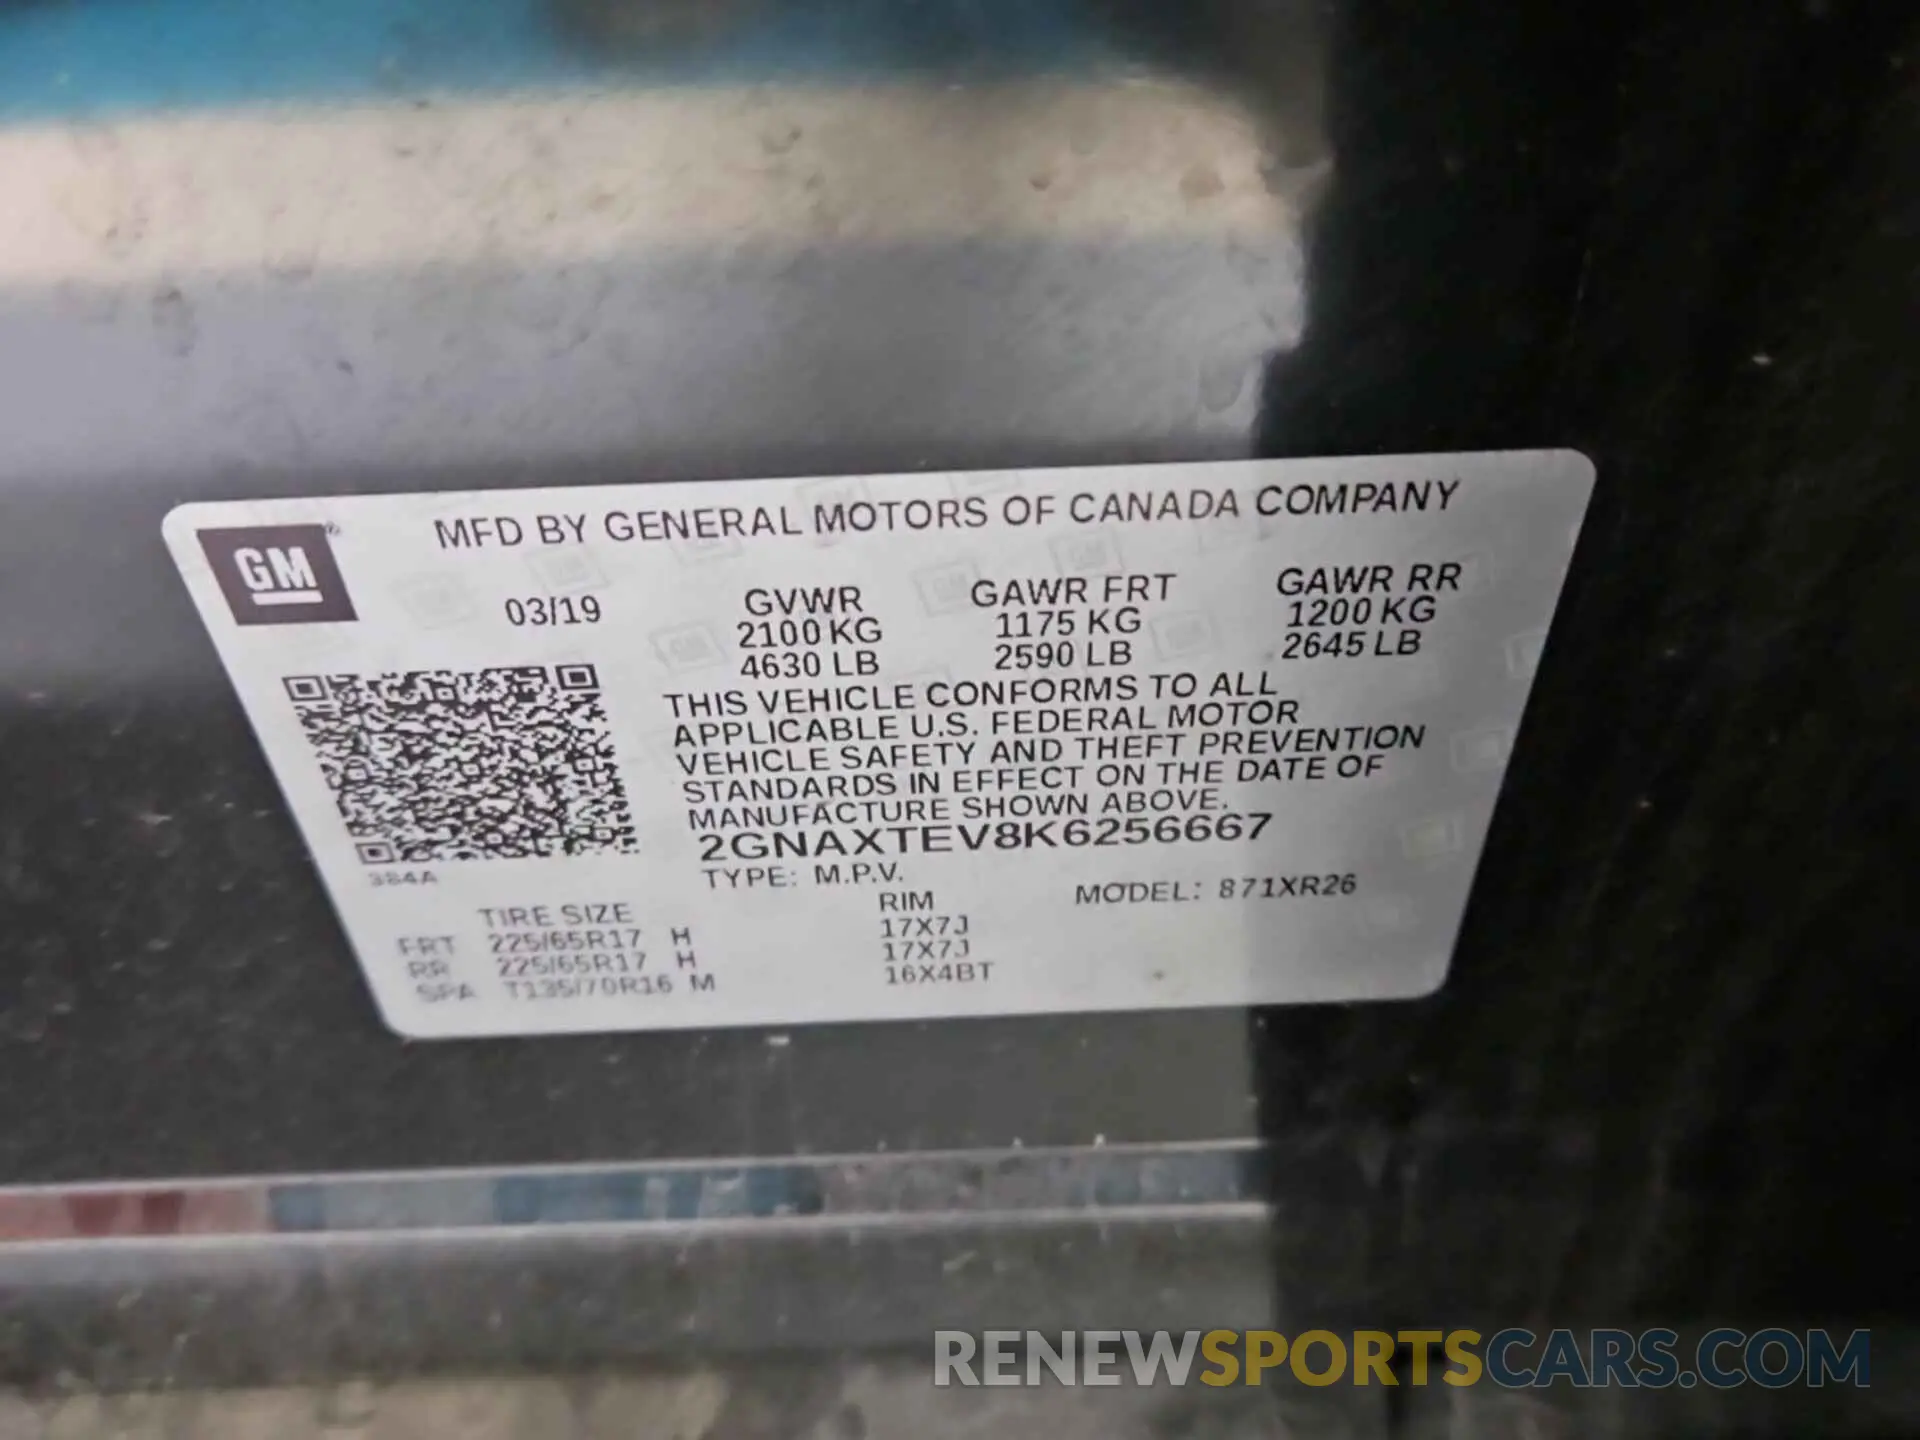 GM
MFD BY GENERAL MOTORS OF CANADA COMPANY
03/19 GVWR GAWR FRT GAWR RR
2100 KG 1175 KG 1200 KG
4630 LB 2590 LB 2645 LB
THIS VEHICLE CONFORMS TO ALL
APPLICABLE U.S. FEDERAL MOTOR
VEHICLE SAFETY AND THEFT PREVENTION
STANDARDS IN EFFECT ON THE DATE OF
MANUFACTURE SHOWN ABOVE.
2GNAXTEV8K6256667
384A TYPE: M.P.V. MODEL: 871XR26
TIRE SIZE RIM
FRT 225/65R17 H 17X7J
RR 225/65R17 H 17X7J
SPA T135/70R16 M 16X4BT
RENEWSPORTSCARS.COM